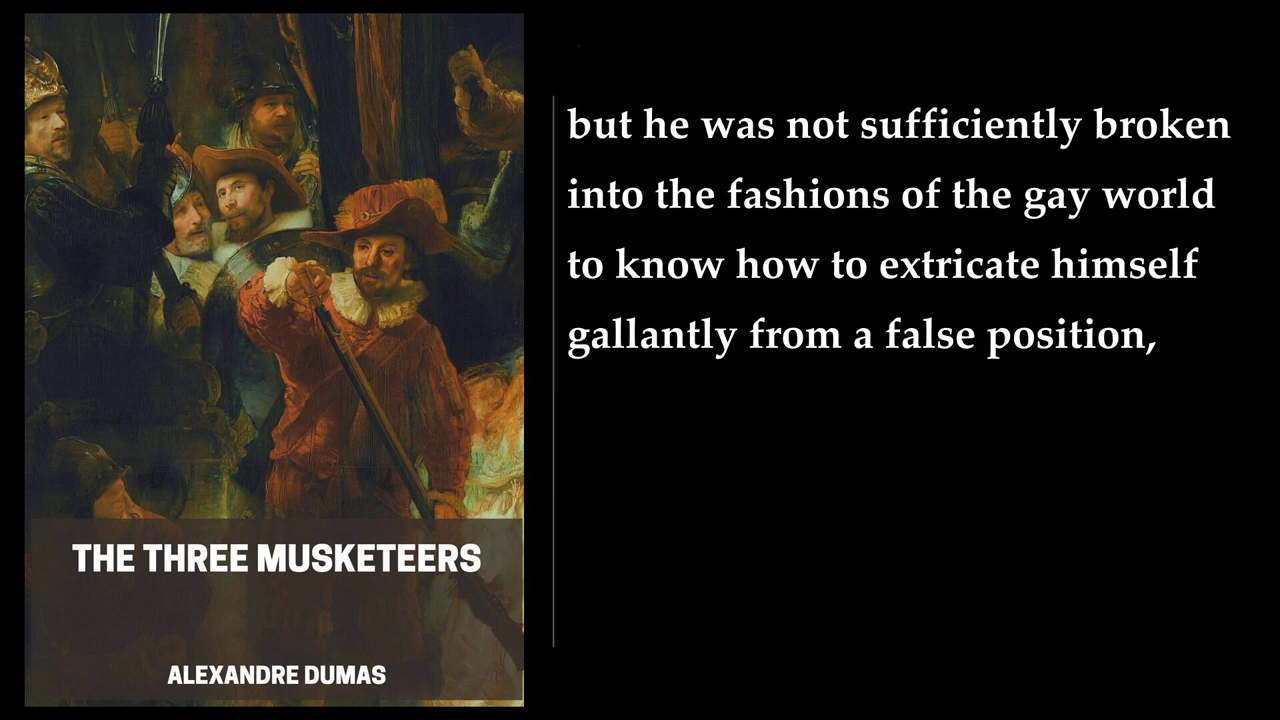 THE THREE MUSKETEERS
ALEXANDRE DUMAS
but he was not sufficiently broken
into the fashions of the gay world
to know how to extricate himself
gallantly from a false position,